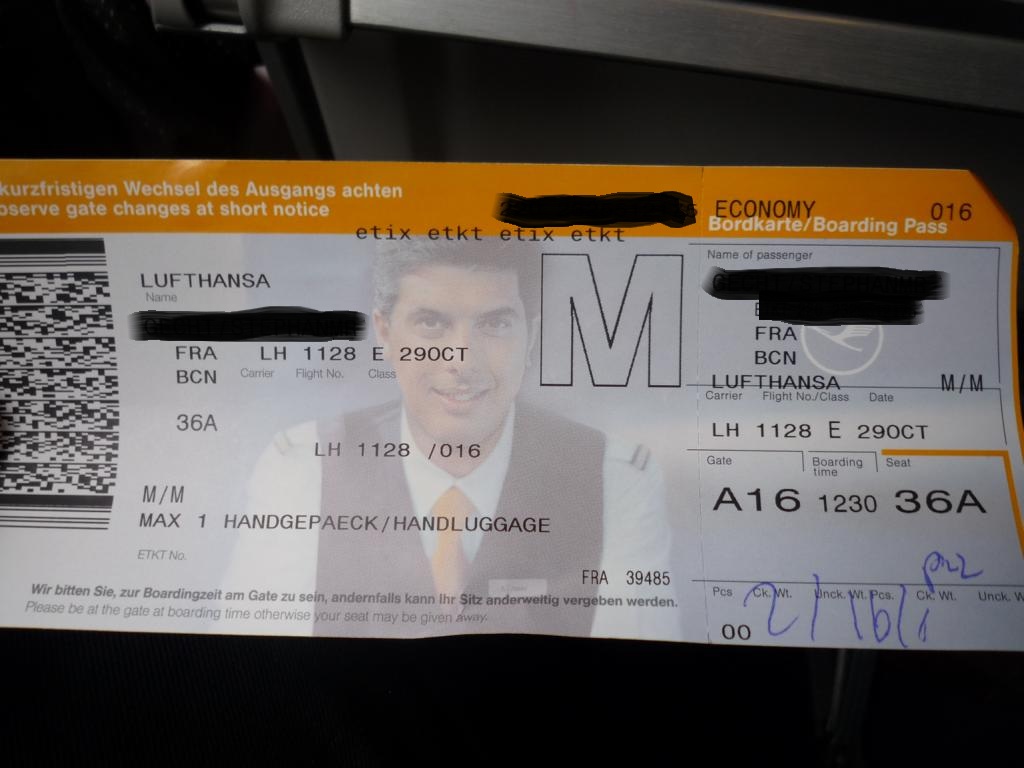 kurzfristigen Wechsel des Ausgangs achten
observe gate changes at short notice
etix etkt etix etkt
LUFTHANSA
Name
FRA LH 1128 E 29OCT
BCN Carrier Flight No. Class
36A
LH 1128 /016
M/M
MAX 1 HANDGEPAECK/HANDLUGGAGE
ETKT No.
FRA 39485
Wir bitten Sie, zur Boardingzeit am Gate zu sein, andernfalls kann Ihr Sitz anderweitig vergeben werden.
Please be at the gate at boarding time otherwise your seat may be given away.
M
ECONOMY 016
Bordkarte/Boarding Pass
Name of passenger
FRA
BCN
LUFTHANSA M/M
Carrier Flight No./Class Date
LH 1128 E 29OCT
Gate Boarding time Seat
A16 1230 36A
Pcs Ck. Wt. Unck. Wt. Pcs. Ck. Wt. Unck. W
00